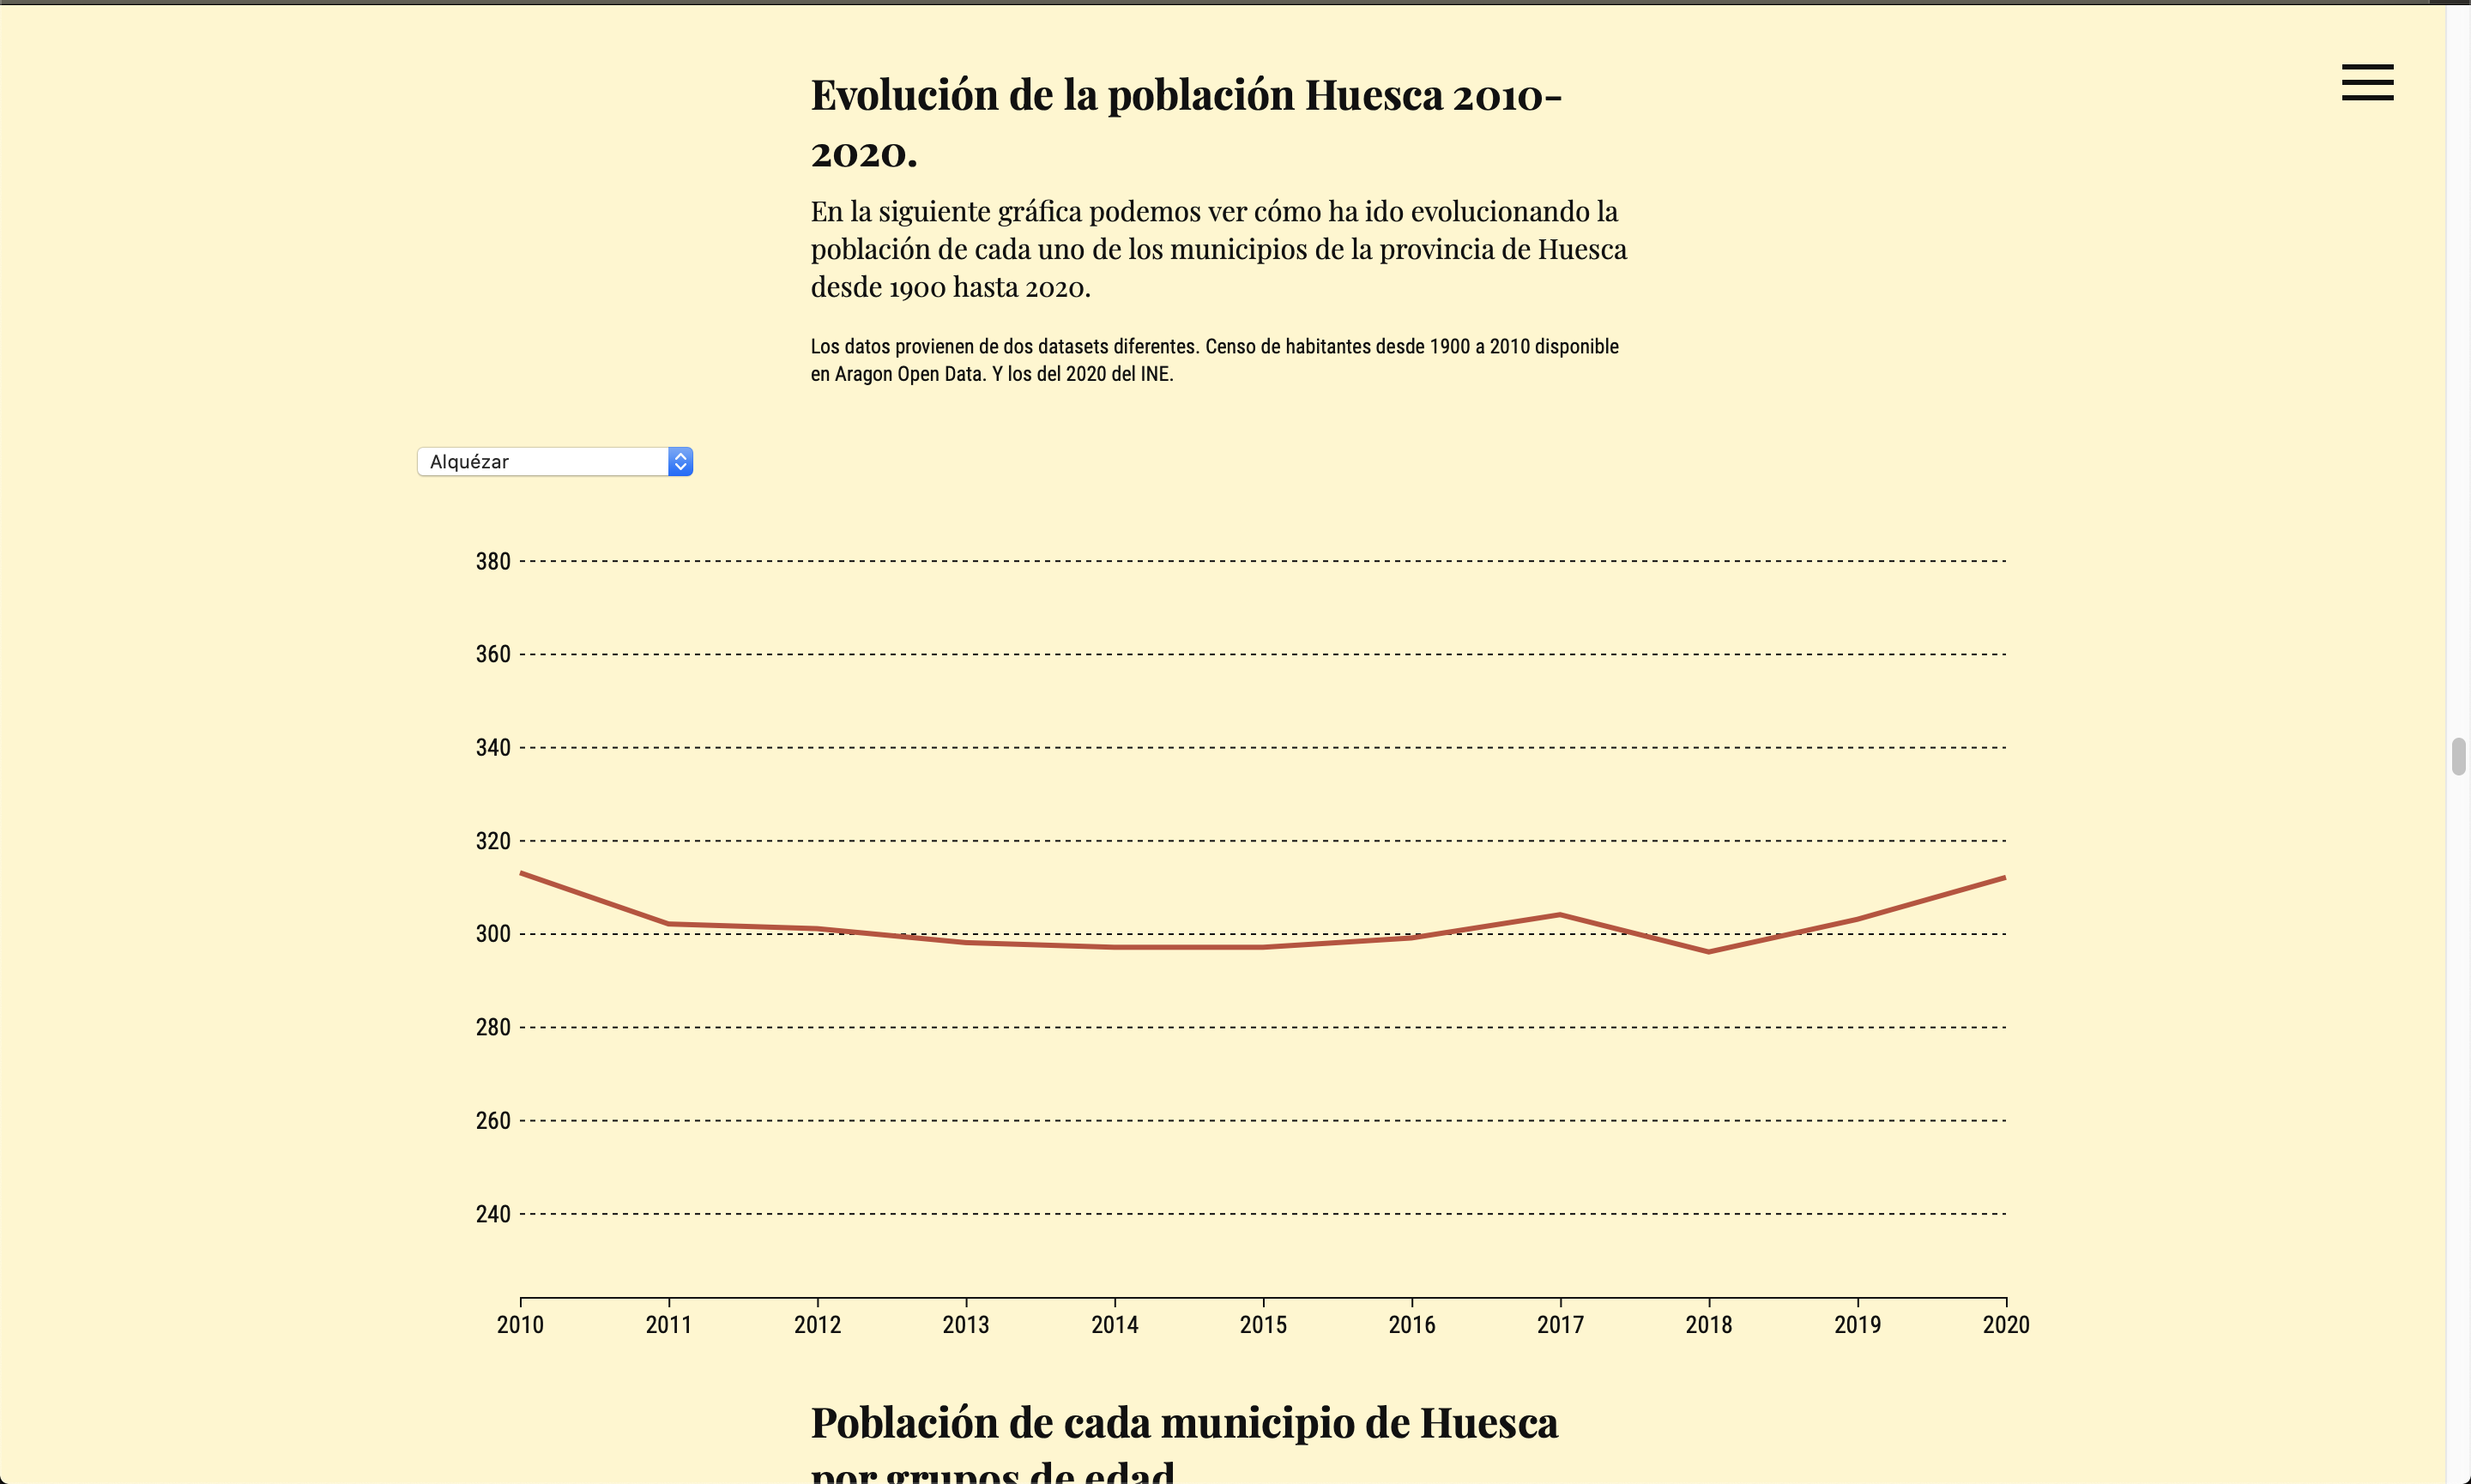 Evolución de la población Huesca 2010-
2020.
En la siguiente gráfica podemos ver cómo ha ido evolucionando la
población de cada uno de los municipios de la provincia de Huesca
desde 1900 hasta 2020.
Los datos provienen de dos datasets diferentes. Censo de habitantes desde 1900 a 2010 disponible
en Aragon Open Data. Y los del 2020 del INE.
Alquézar
380
360
340
320
300
280
260
240
2010 2011 2012 2013 2014 2015 2016 2017 2018 2019 2020
Población de cada municipio de Huesca
por grupos de edad